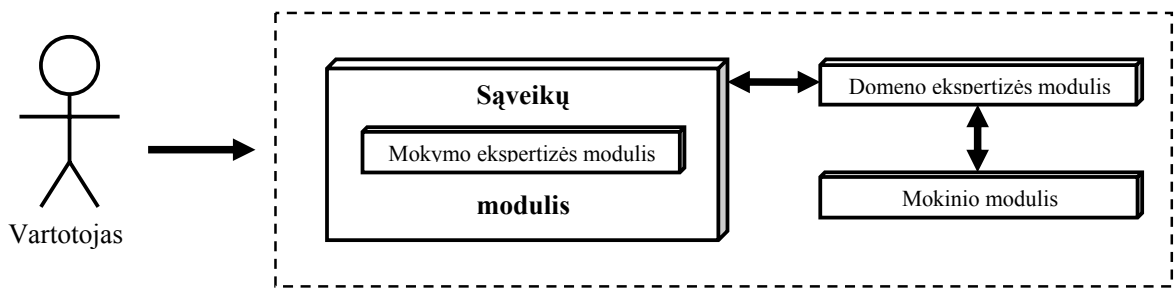 Sąveikų
Mokymo ekspertizės modulis
modulis
Domeno ekspertizės modulis
Mokinio modulis
Vartotojas